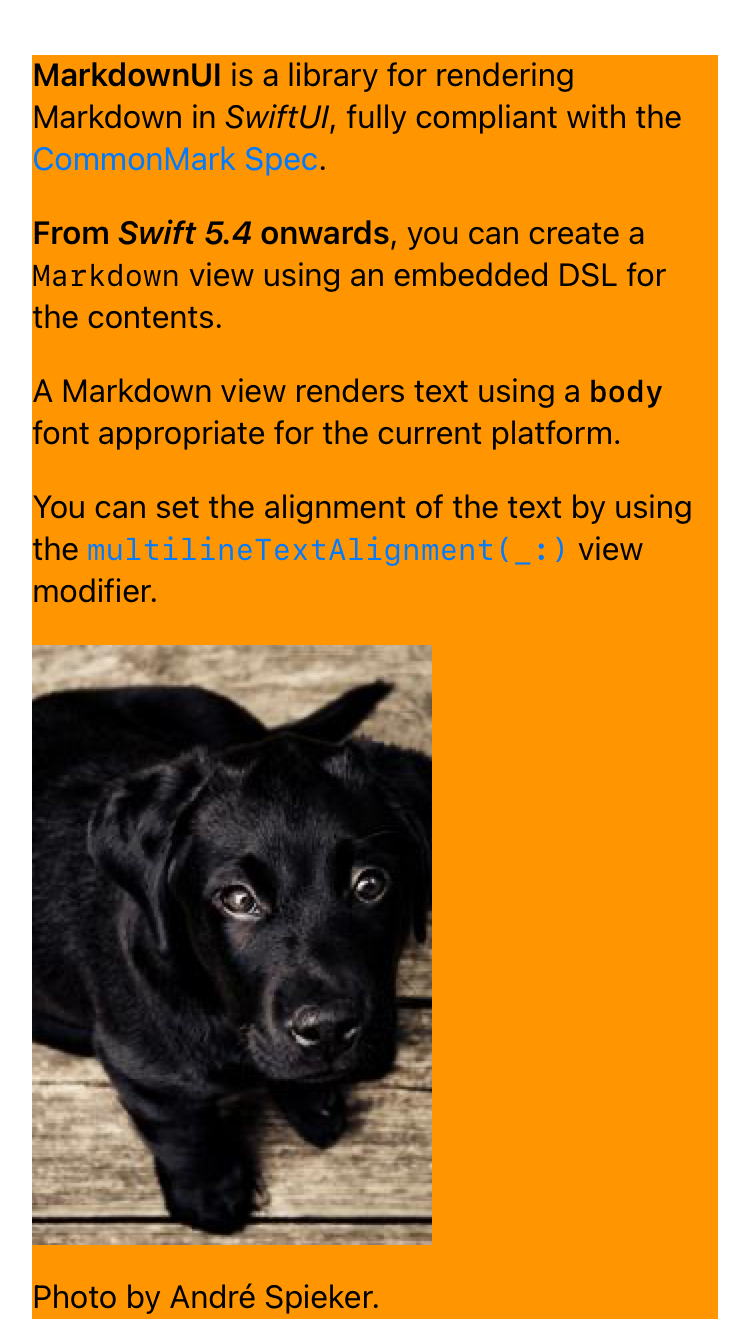 MarkdownUI is a library for rendering
Markdown in SwiftUI, fully compliant with the
CommonMark Spec.
From Swift 5.4 onwards, you can create a
Markdown view using an embedded DSL for
the contents.
A Markdown view renders text using a body
font appropriate for the current platform.
You can set the alignment of the text by using
the multilineTextAlignment(_:) view
modifier.
Photo by André Spieker.